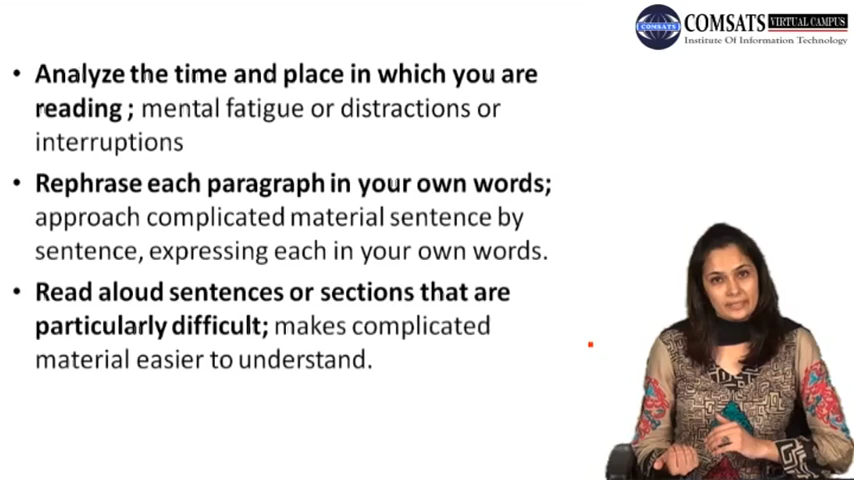 COMSATS VIRTUAL CAMPUS
COMSATS
Institute Of Information Technology
• Analyze the time and place in which you are
reading ; mental fatigue or distractions or
interruptions
• Rephrase each paragraph in your own words;
approach complicated material sentence by
sentence, expressing each in your own words.
• Read aloud sentences or sections that are
particularly difficult; makes complicated
material easier to understand.